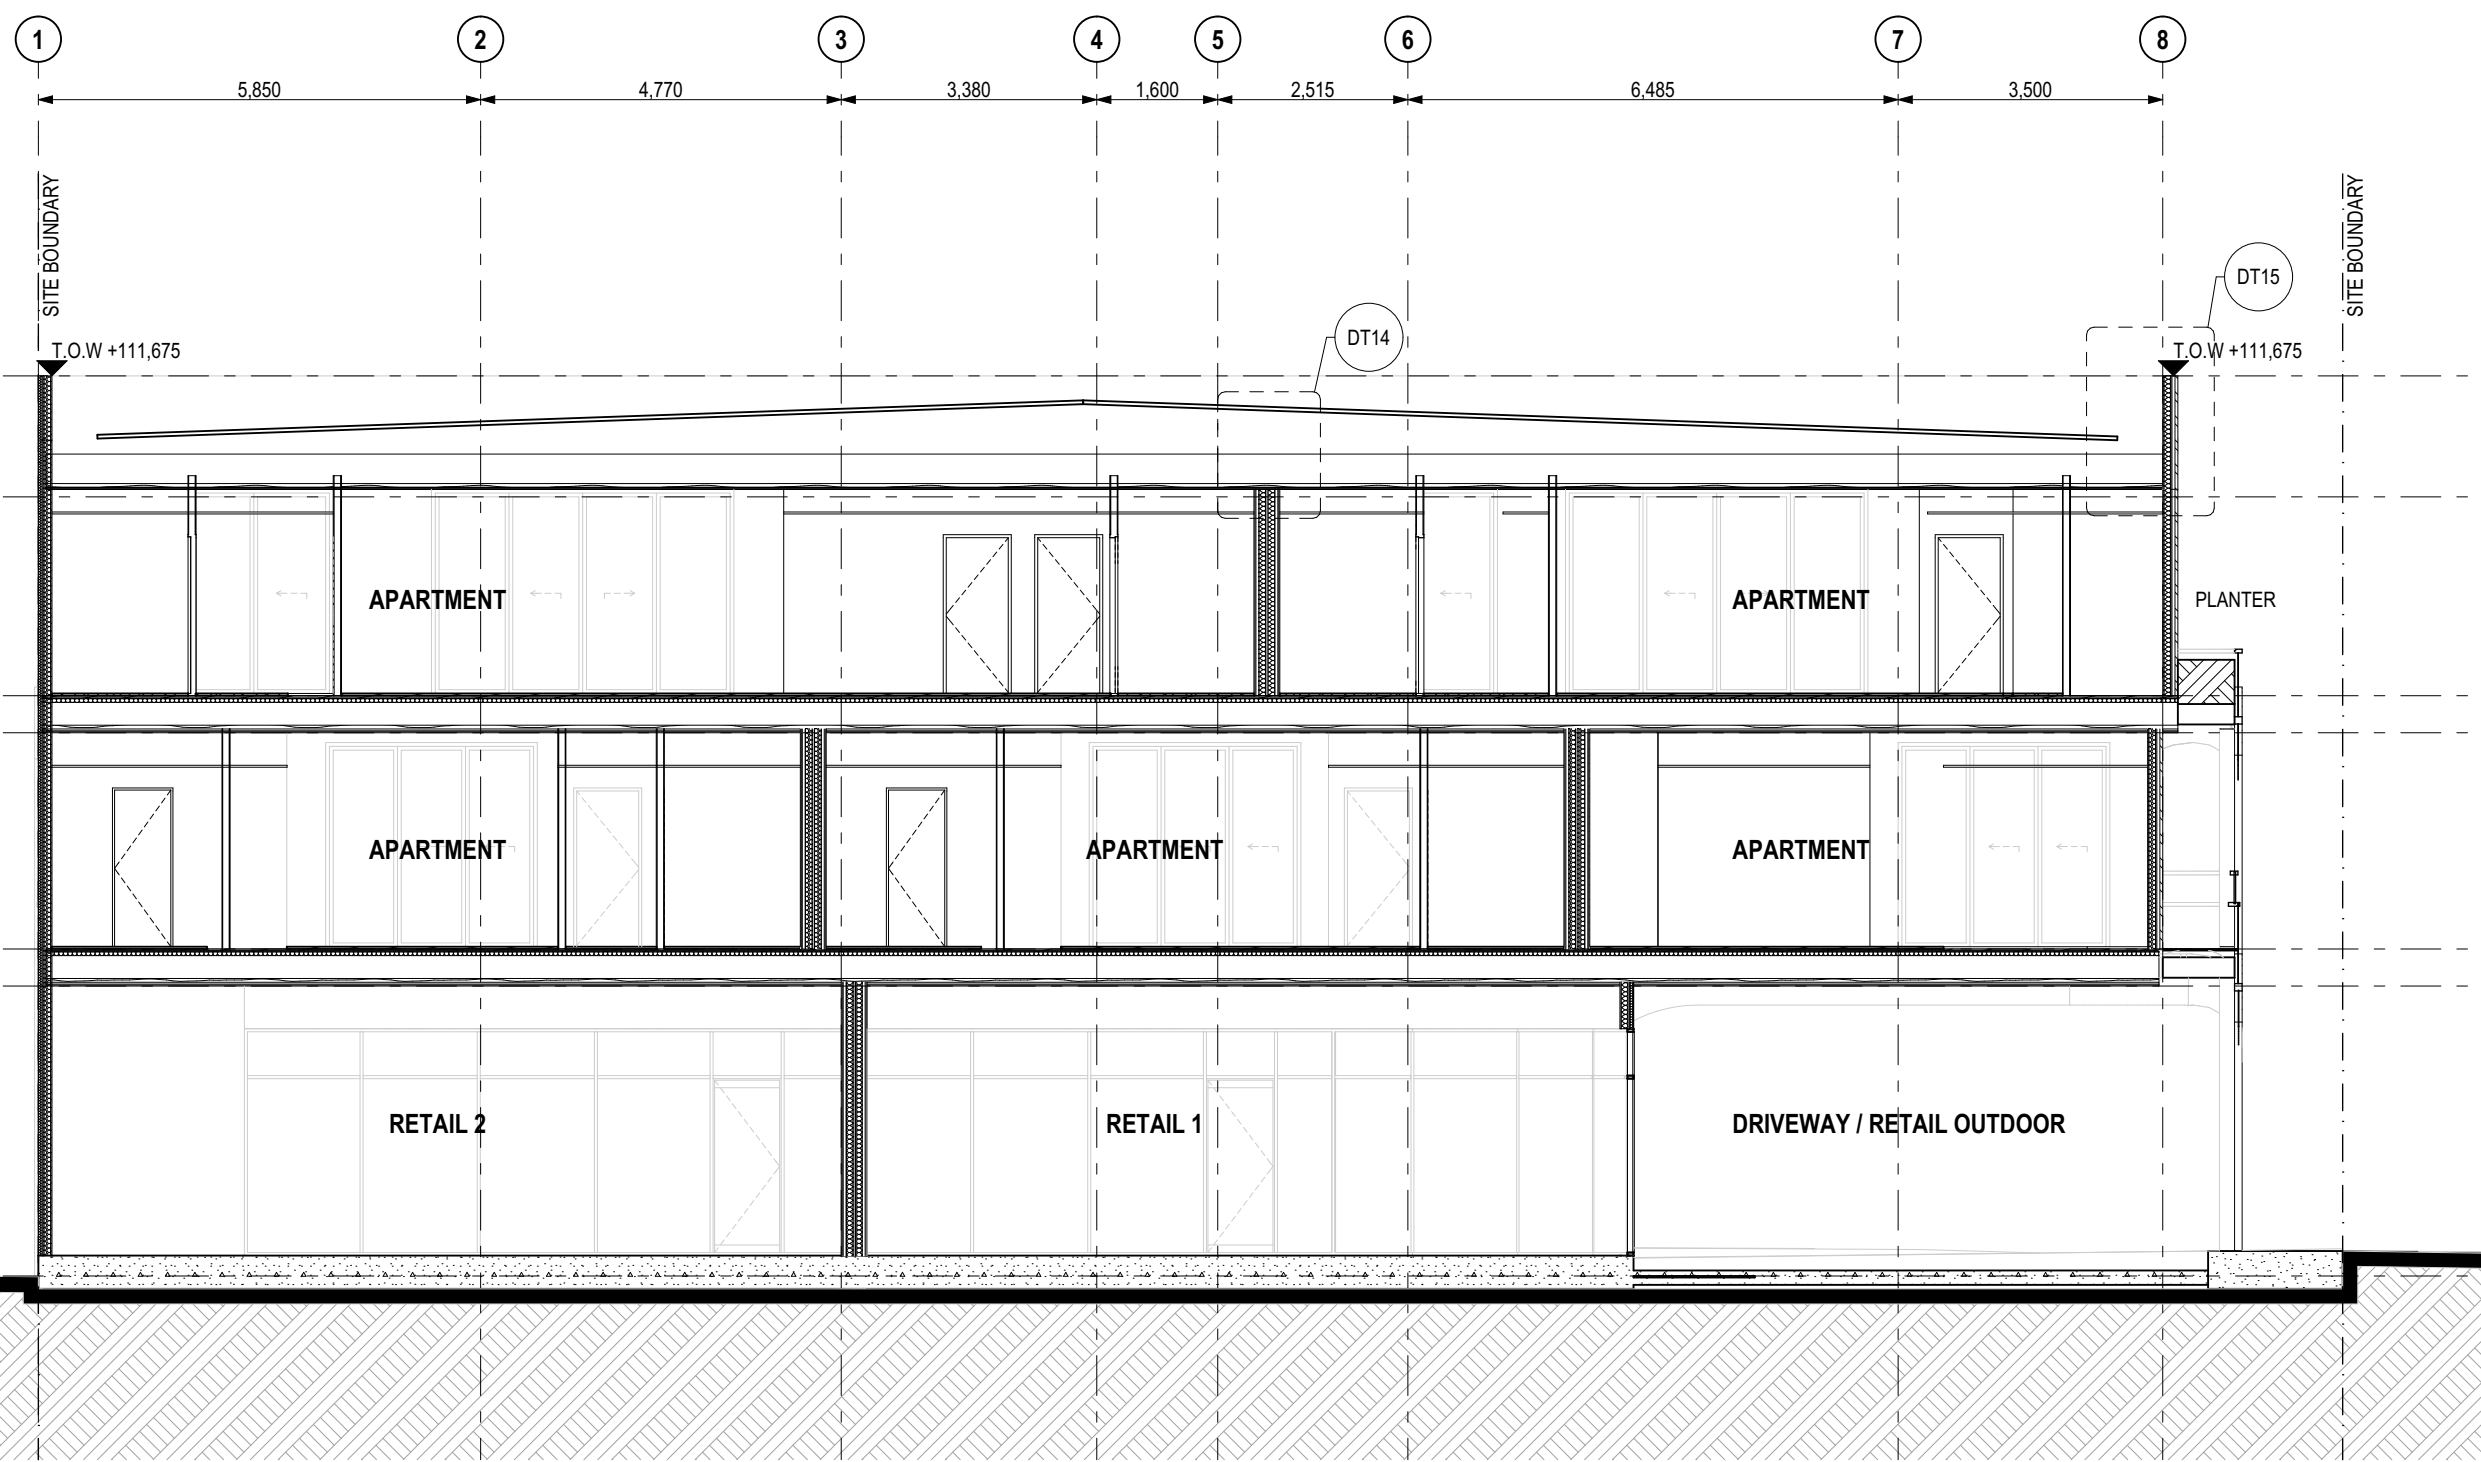 1 2 3 4 5 6 7 8
5,850 4,770 3,380 1,600 2,515 6,485 3,500
SITE BOUNDARY
SITE BOUNDARY
DT15
DT14
T.O.W +111,675
T.O.W +111,675
APARTMENT
APARTMENT
PLANTER
APARTMENT
APARTMENT
APARTMENT
RETAIL 2
RETAIL 1
DRIVEWAY / RETAIL OUTDOOR